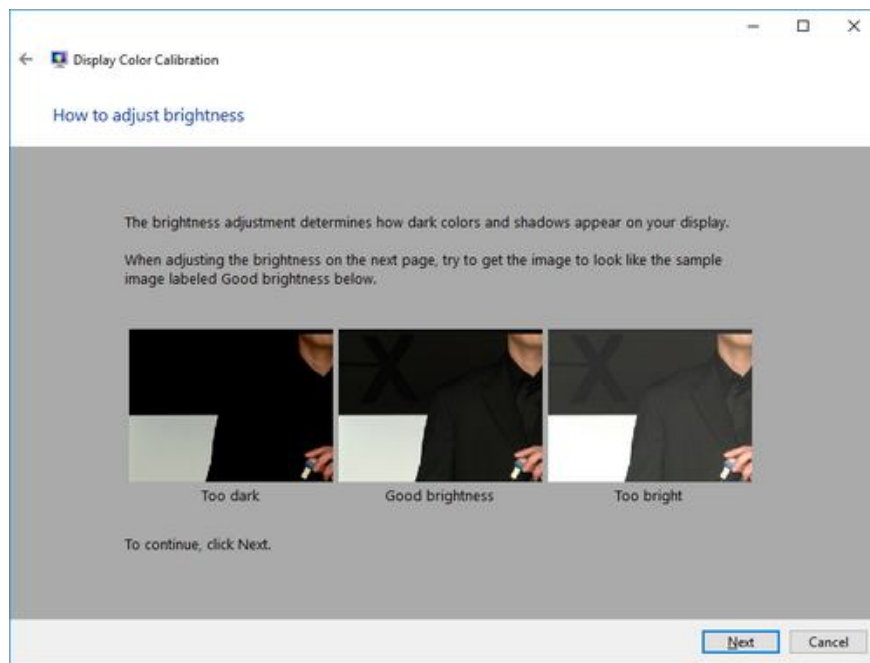 Display Color Calibration
How to adjust brightness
The brightness adjustment determines how dark colors and shadows appear on your display.
When adjusting the brightness on the next page, try to get the image to look like the sample
image labeled Good brightness below.
X
X
Too dark
Good brightness
Too bright
To continue, click Next.
Next
Cancel